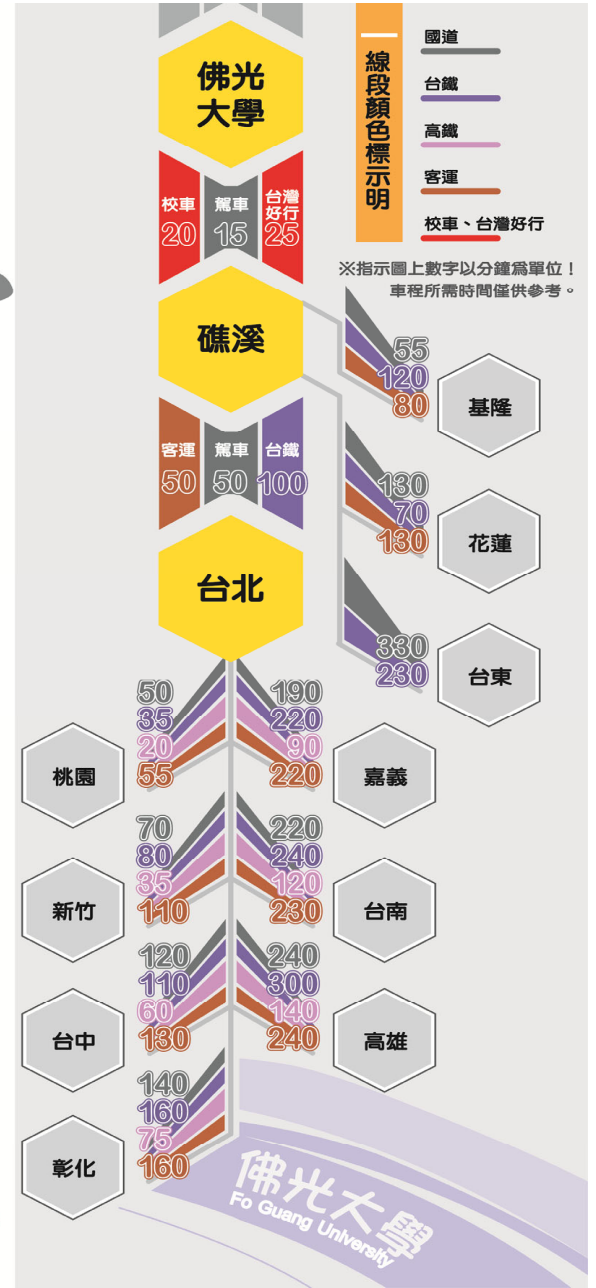 佛光
大學
線段顏色標示明
國道
台鐵
高鐵
客運
校車、台灣好行
※指示圖上數字以分鐘為單位！
車程所需時間僅供參考。
校車
20
駕車
15
台灣
好行
25
礁溪
55
120
80
基隆
客運
50
駕車
50
台鐵
100
130
70
130
花蓮
台北
330
230
台東
50
35
20
55
桃園
190
220
90
220
嘉義
70
80
35
110
新竹
220
240
120
230
台南
120
110
60
130
台中
240
300
140
240
高雄
140
160
75
160
彰化
佛光大學
Fo Guang University